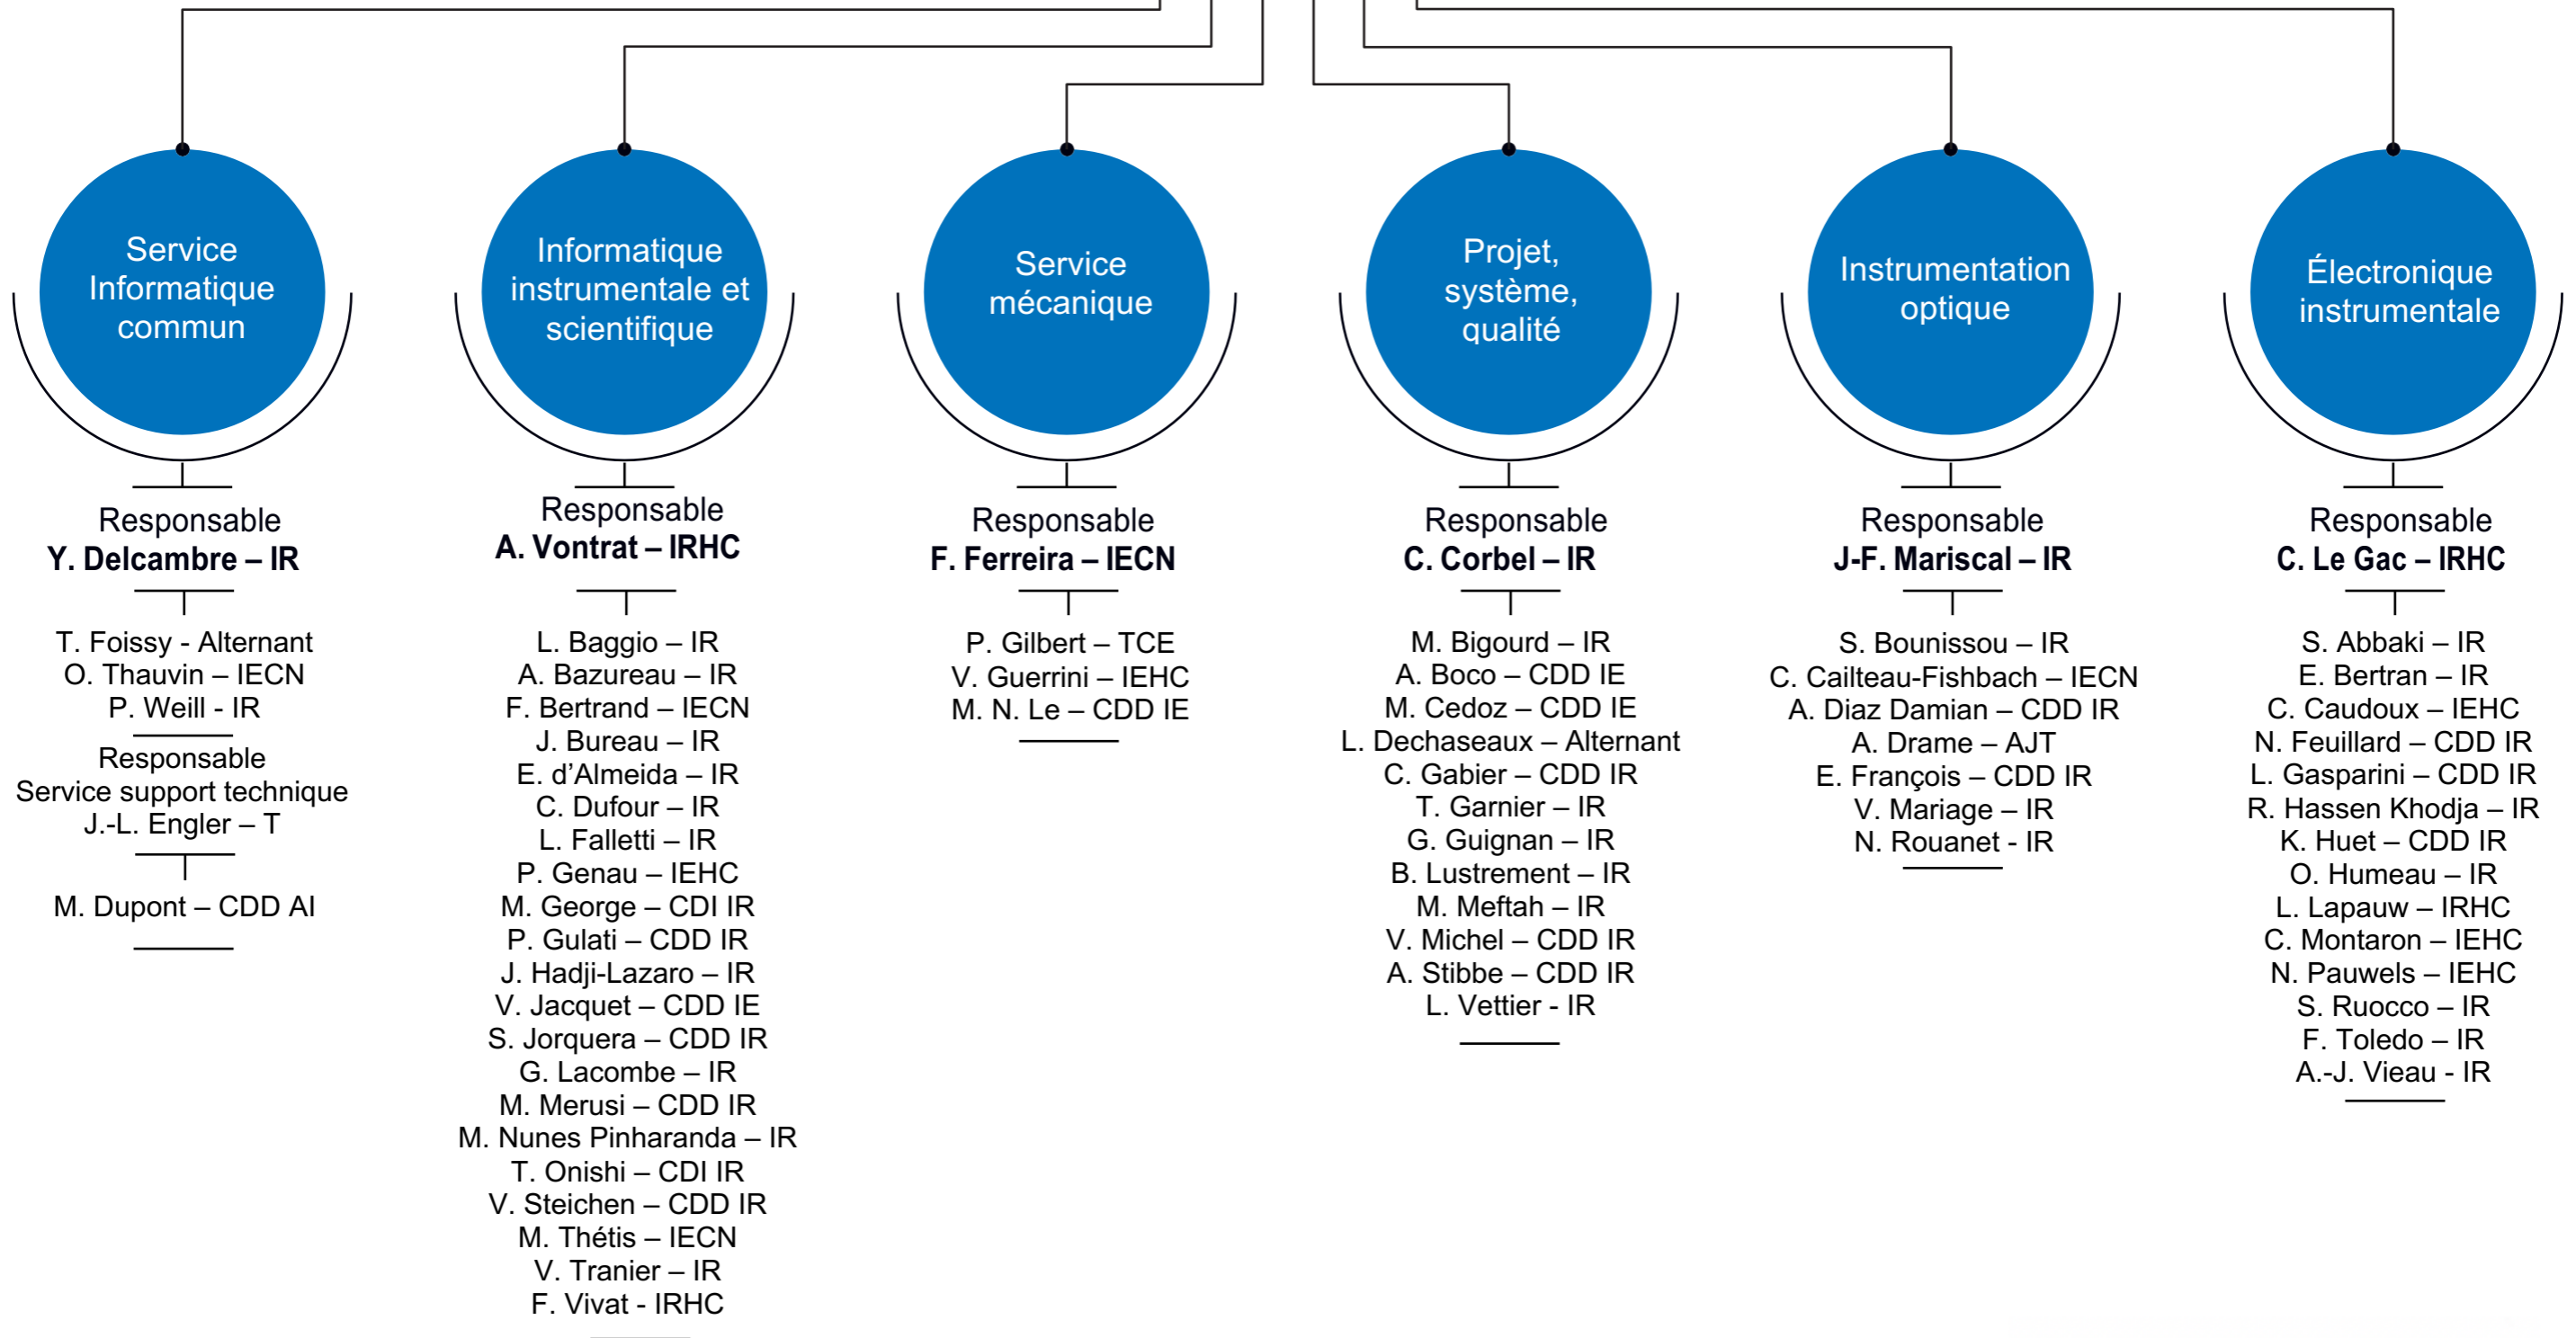 Service
Informatique
commun
Responsable
Y. Delcambre – IR
T. Foissy - Alternant
O. Thauvin – IECN
P. Weill - IR
Responsable
Service support technique
J.-L. Engler – T
M. Dupont – CDD AI
Informatique
instrumentale et
scientifique
Responsable
A. Vontrat – IRHC
L. Baggio – IR
A. Bazureau – IR
F. Bertrand – IECN
J. Bureau – IR
E. d’Almeida – IR
C. Dufour – IR
L. Falletti – IR
P. Genau – IEHC
M. George – CDI IR
P. Gulati – CDD IR
J. Hadji-Lazaro – IR
V. Jacquet – CDD IE
S. Jorquera – CDD IR
G. Lacombe – IR
M. Merusi – CDD IR
M. Nunes Pinharanda – IR
T. Onishi – CDI IR
V. Steichen – CDD IR
M. Thétis – IECN
V. Tranier – IR
F. Vivat - IRHC
Service
mécanique
Responsable
F. Ferreira – IECN
P. Gilbert – TCE
V. Guerrini – IEHC
M. N. Le – CDD IE
Projet,
système,
qualité
Responsable
C. Corbel – IR
M. Bigourd – IR
A. Boco – CDD IE
M. Cedoz – CDD IE
L. Dechaseaux – Alternant
C. Gabier – CDD IR
T. Garnier – IR
G. Guignan – IR
B. Lustrement – IR
M. Meftah – IR
V. Michel – CDD IR
A. Stibbe – CDD IR
L. Vettier - IR
Instrumentation
optique
Responsable
J-F. Mariscal – IR
S. Bounissou – IR
C. Cailteau-Fishbach – IECN
A. Diaz Damian – CDD IR
A. Drame – AJT
E. François – CDD IR
V. Mariage – IR
N. Rouanet - IR
Électronique
instrumentale
Responsable
C. Le Gac – IRHC
S. Abbaki – IR
E. Bertran – IR
C. Caudoux – IEHC
N. Feuillard – CDD IR
L. Gasparini – CDD IR
R. Hassen Khodja – IR
K. Huet – CDD IR
O. Humeau – IR
L. Lapauw – IRHC
C. Montaron – IEHC
N. Pauwels – IEHC
S. Ruocco – IR
F. Toledo – IR
A.-J. Vieau - IR